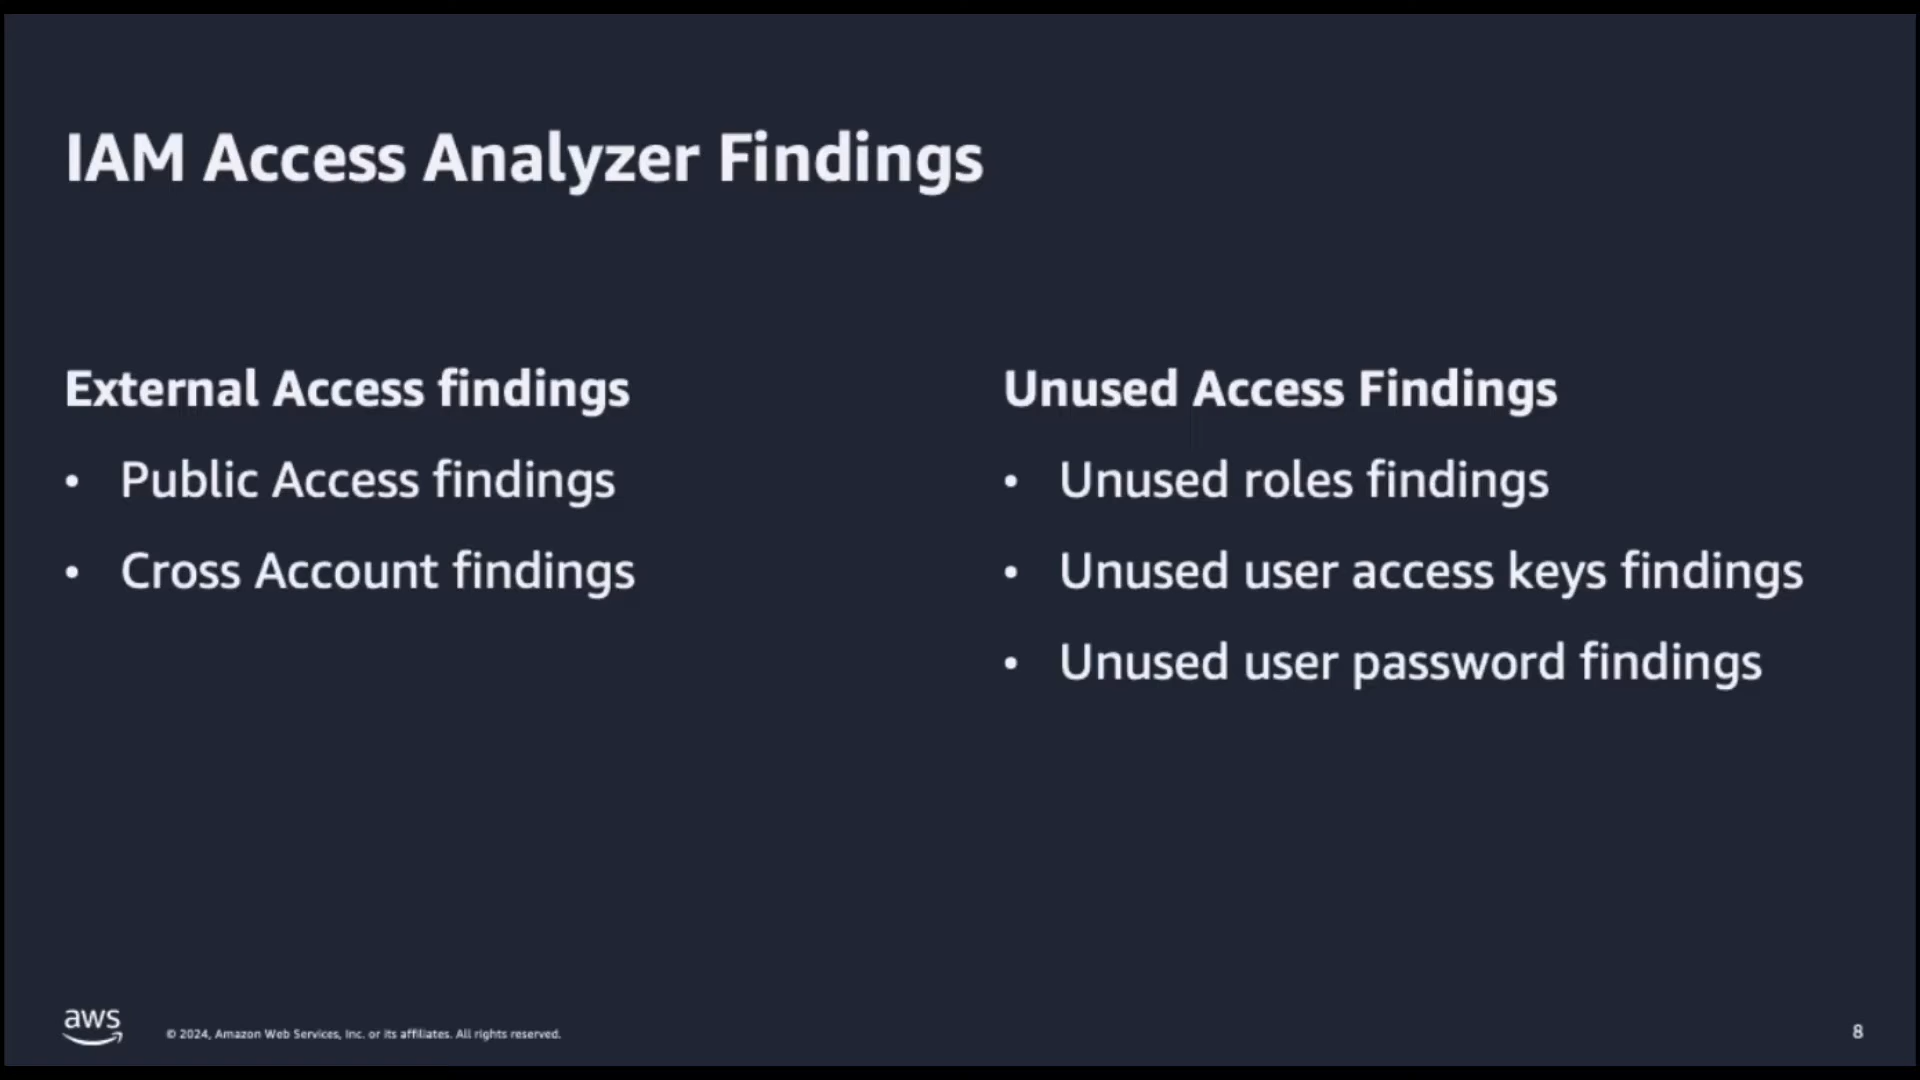 IAM Access Analyzer Findings
External Access findings
• Public Access findings
• Cross Account findings
Unused Access Findings
• Unused roles findings
• Unused user access keys findings
• Unused user password findings
aws
© 2024, Amazon Web Services, Inc. or its affiliates. All rights reserved.
8